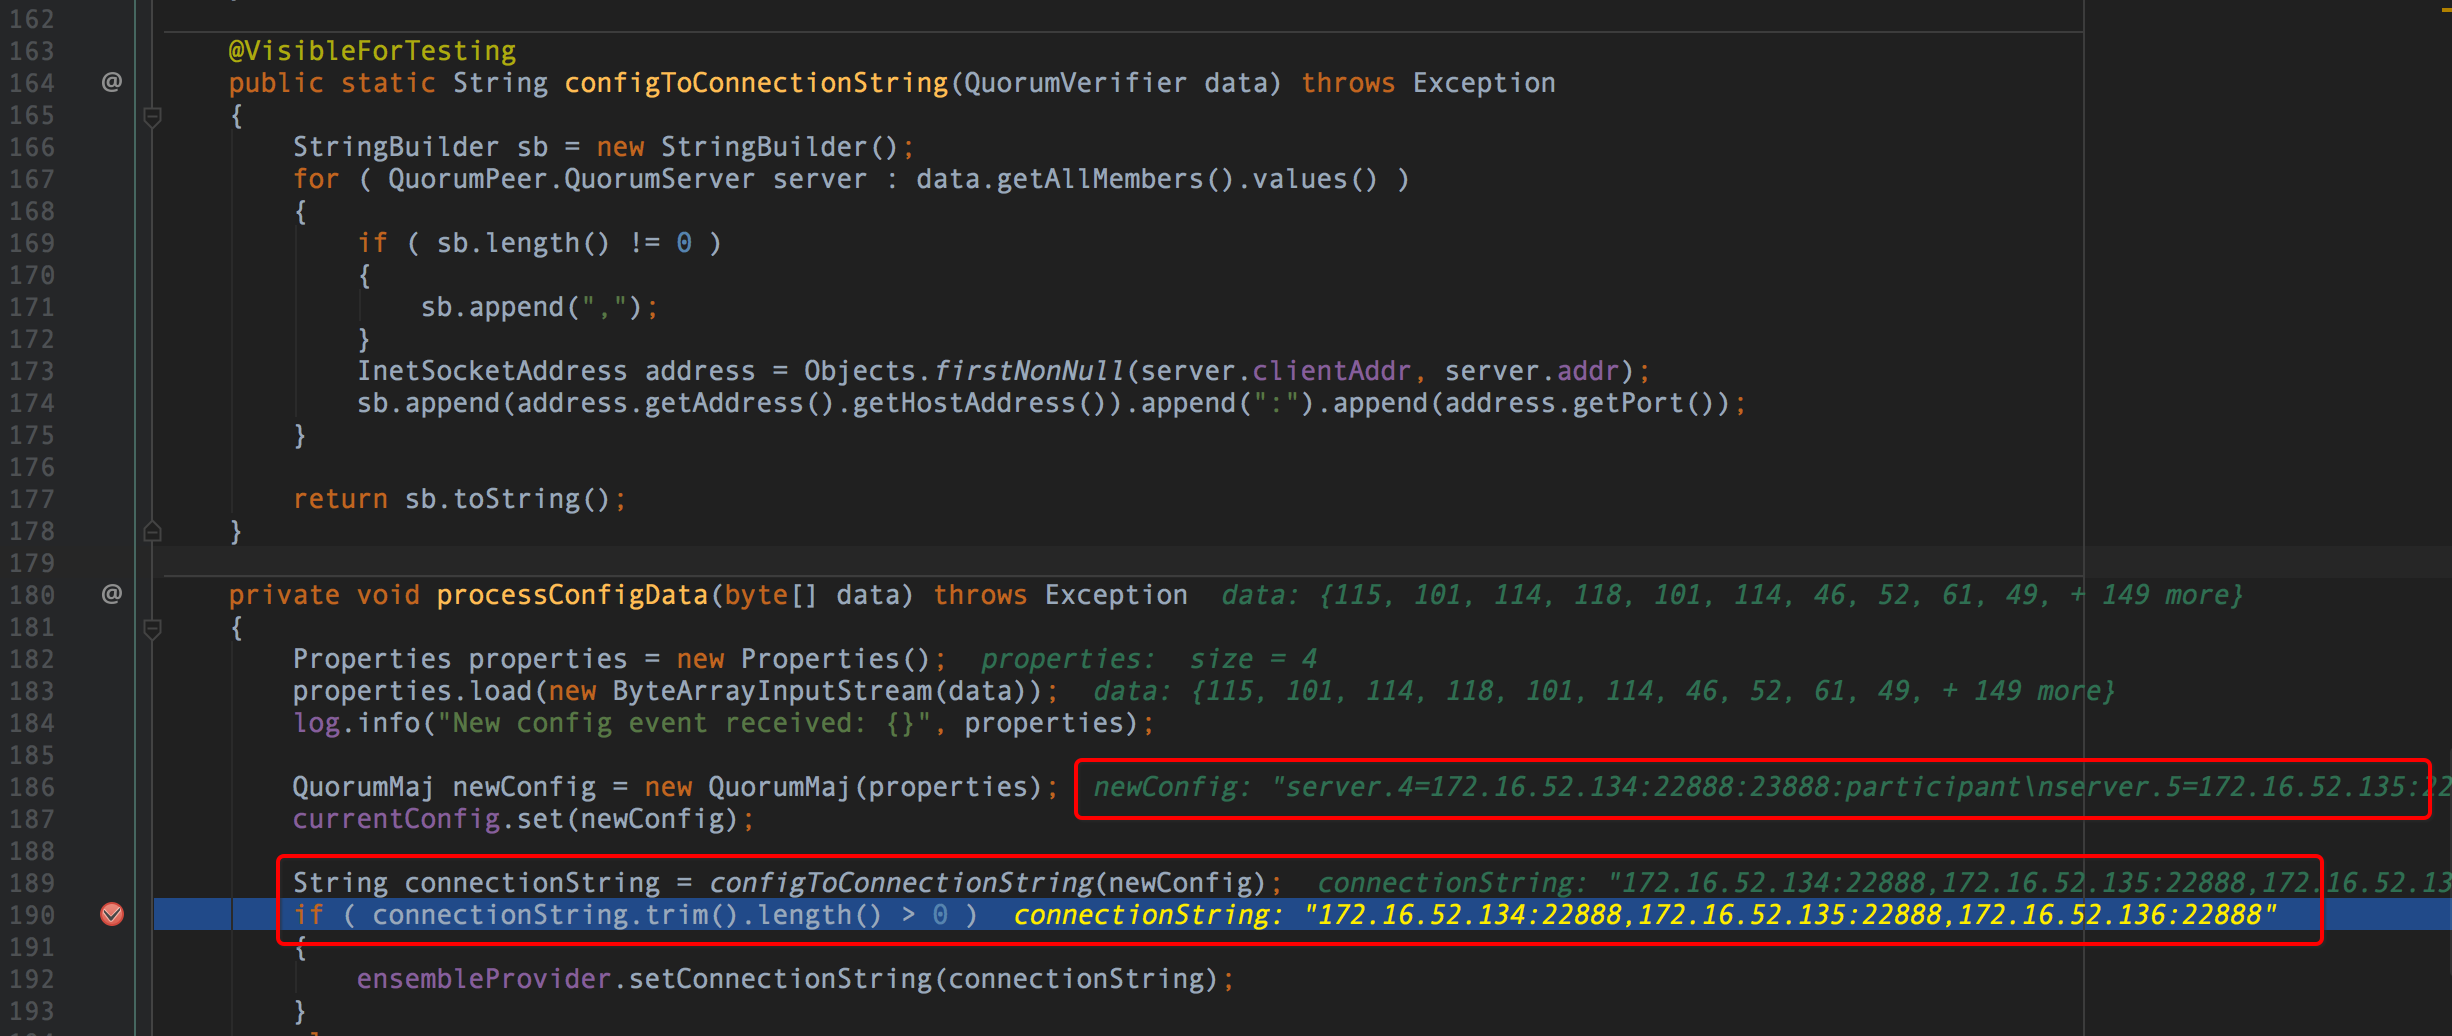 162
163 @VisibleForTesting
164 @ public static String configToConnectionString(QuorumVerifier data) throws Exception
165 {
166 StringBuilder sb = new StringBuilder();
167 for ( QuorumPeer.QuorumServer server : data.getAllMembers().values() )
168 {
169 if ( sb.length() != 0 )
170 {
171 sb.append(",");
172 }
173 InetSocketAddress address = Objects.firstNonNull(server.clientAddr, server.addr);
174 sb.append(address.getAddress().getHostAddress()).append(":").append(address.getPort());
175 }
176
177 return sb.toString();
178 }
179
180 @ private void processConfigData(byte[] data) throws Exception data: {115, 101, 114, 118, 101, 114, 46, 52, 61, 49, + 149 more}
181 {
182 Properties properties = new Properties(); properties: size = 4
183 properties.load(new ByteArrayInputStream(data)); data: {115, 101, 114, 118, 101, 114, 46, 52, 61, 49, + 149 more}
184 log.info("New config event received: {}", properties);
185
186 QuorumMaj newConfig = new QuorumMaj(properties); newConfig: "server.4=172.16.52.134:22888:23888:participant\nserver.5=172.16.52.135:22
187 currentConfig.set(newConfig);
188
189 String connectionString = configToConnectionString(newConfig); connectionString: "172.16.52.134:22888,172.16.52.135:22888,172.16.52.13
190 if ( connectionString.trim().length() > 0 ) connectionString: "172.16.52.134:22888,172.16.52.135:22888,172.16.52.136:22888"
191 {
192 ensembleProvider.setConnectionString(connectionString);
193 }